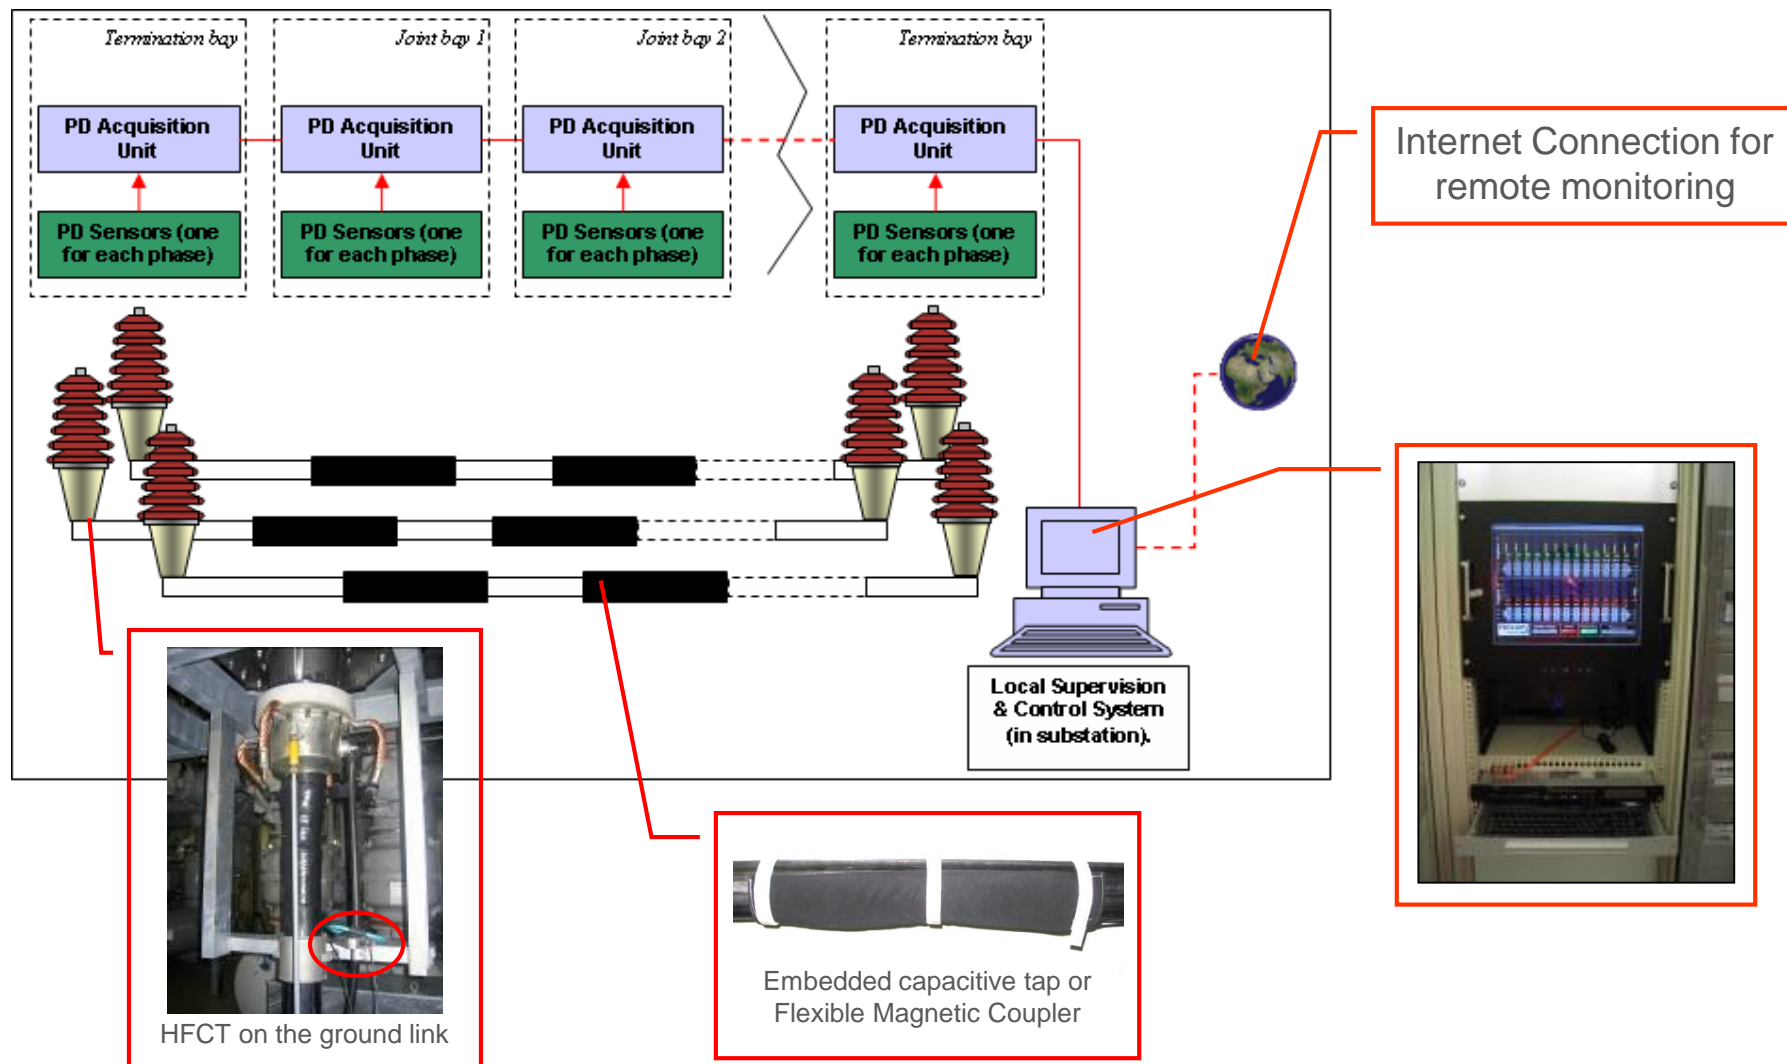 Termination bay
Joint bay 1
Joint bay 2
Termination bay
PD Acquisition
Unit
PD Acquisition
Unit
PD Acquisition
Unit
PD Acquisition
Unit
PD Sensors (one
for each phase)
PD Sensors (one
for each phase)
PD Sensors (one
for each phase)
PD Sensors (one
for each phase)
Internet Connection for
remote monitoring
Local Supervision
& Control System
(in substation).
HFCT on the ground link
Embedded capacitive tap or
Flexible Magnetic Coupler